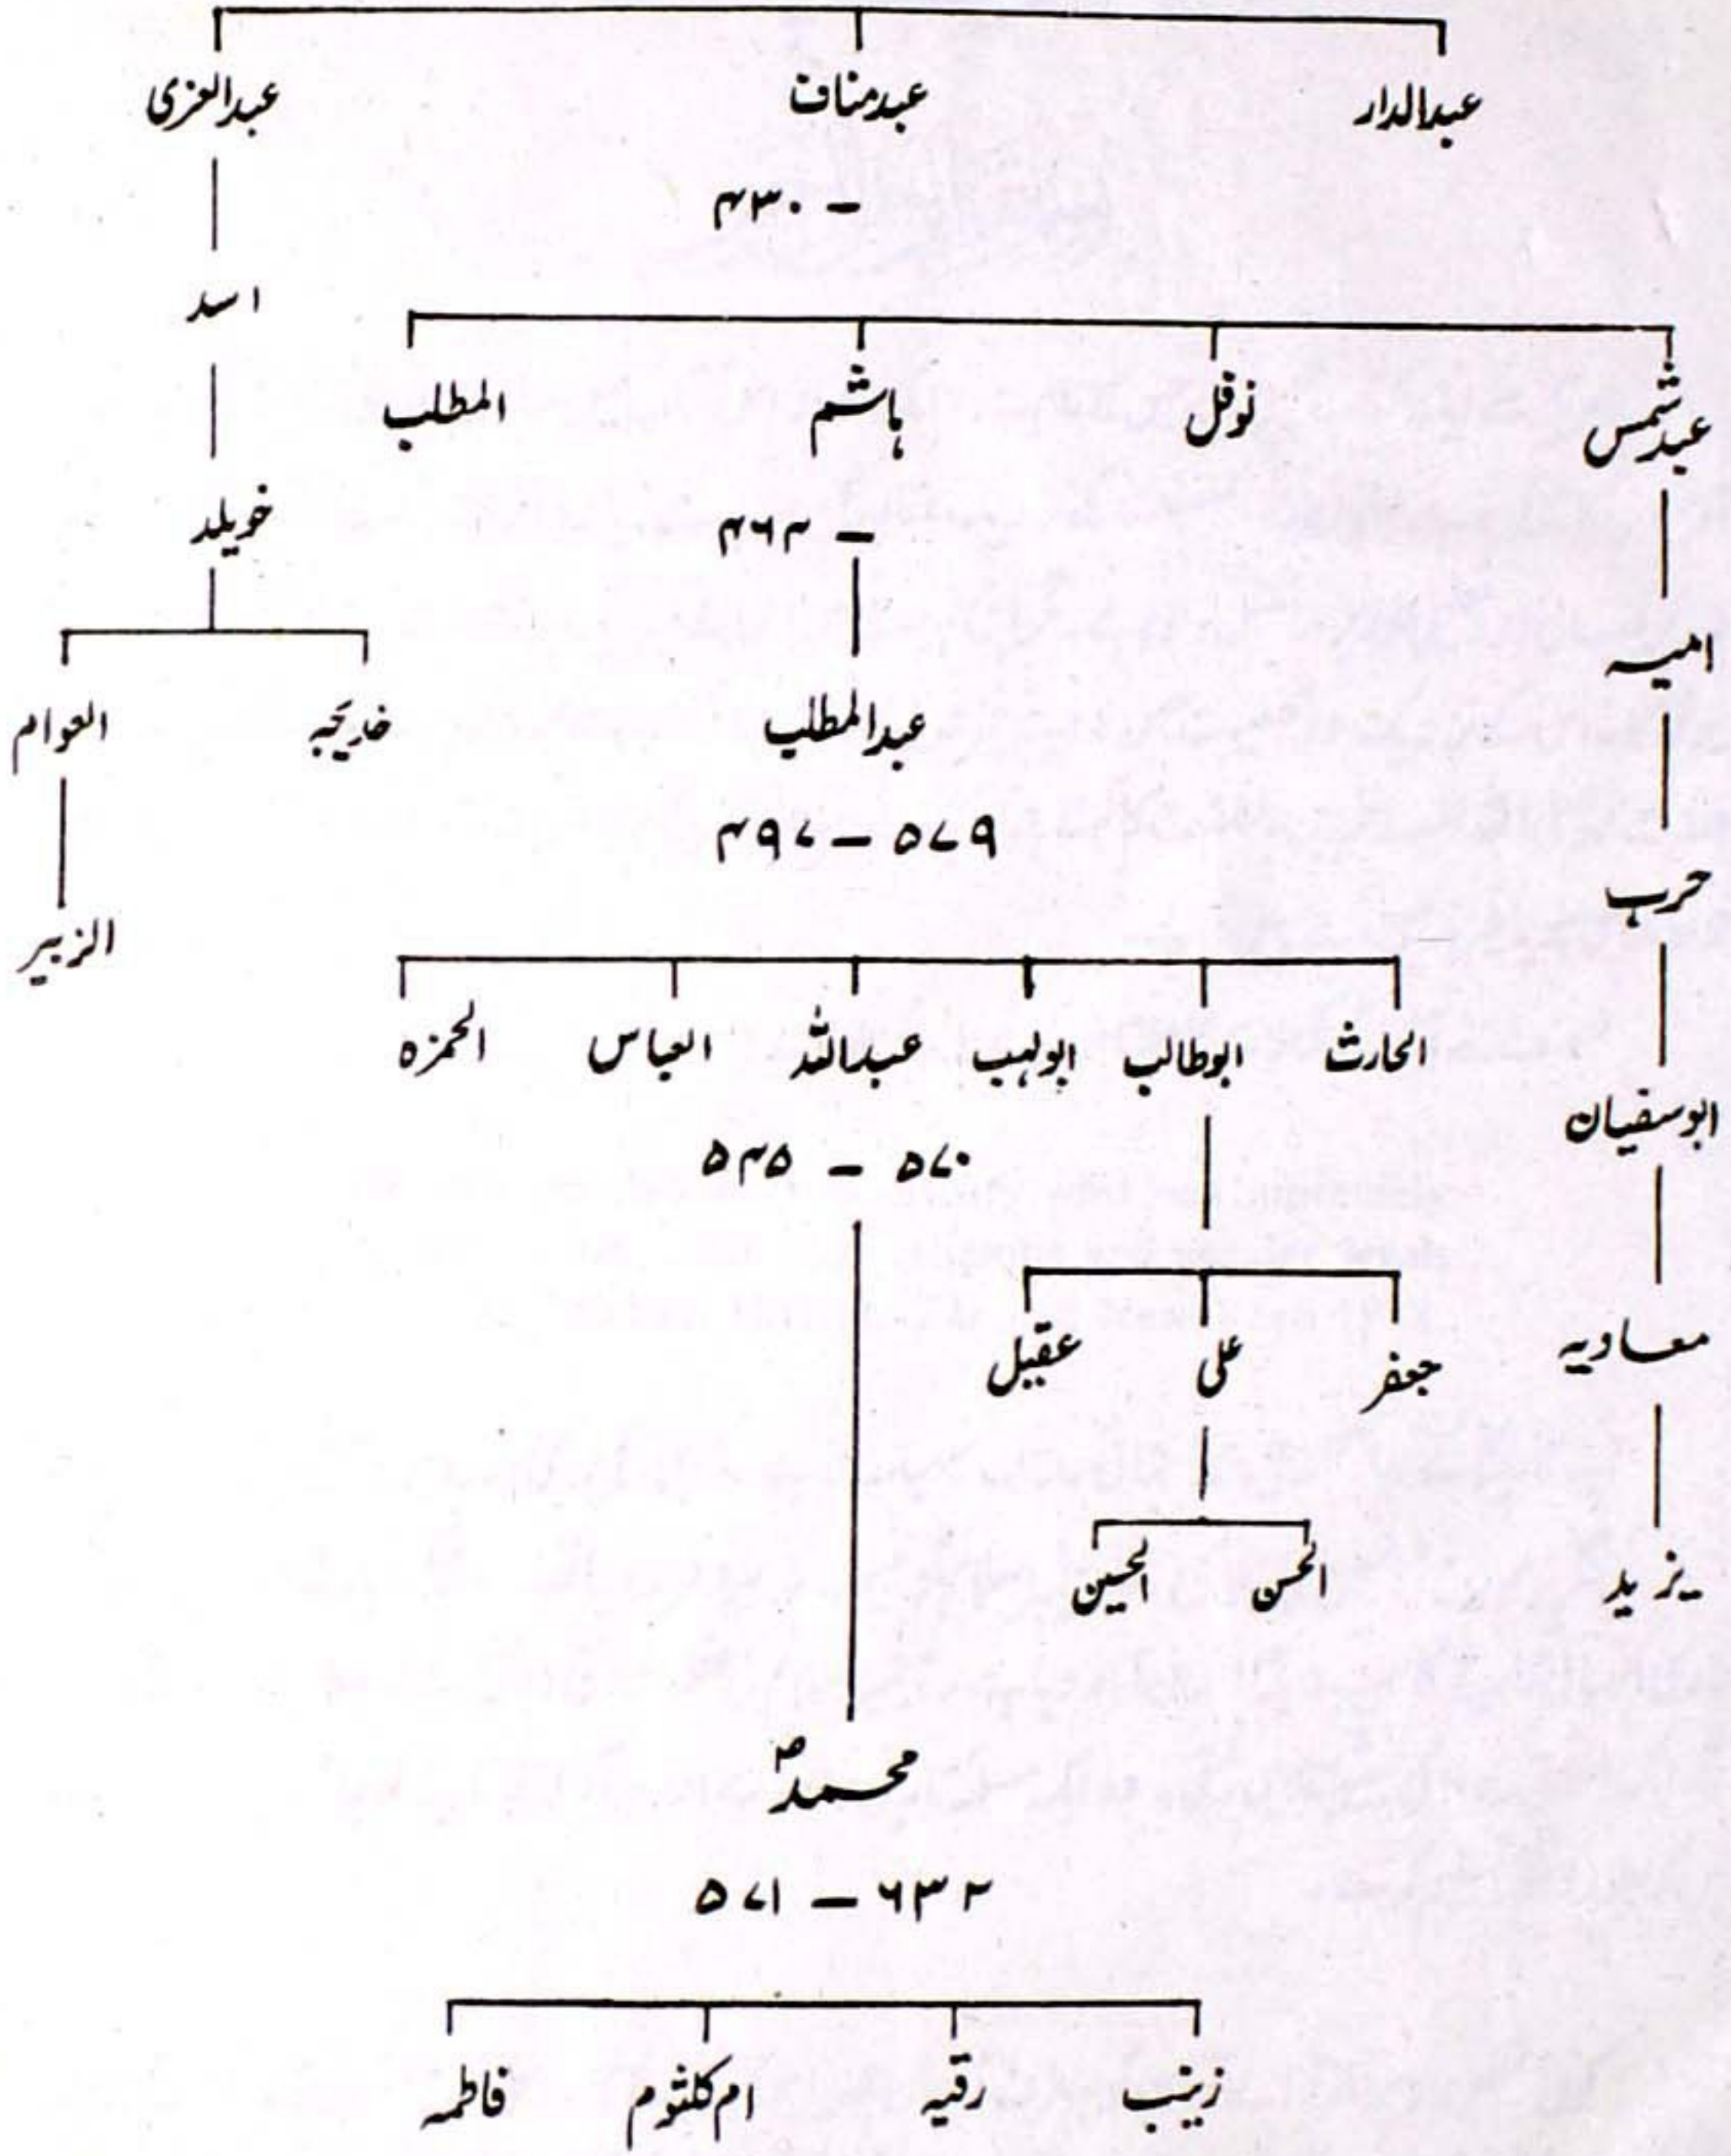 عبدالدار عبدمناف عبدالعزی
۴۳۰ –
اسد
عبدشمس نوفل ہاشم المطلب
خویلد
۴۶۴ –
امیہ
عبدالمطلب خدیجہ العوام
۴۹۷ – ۵۷۹
حرب
الزبیر
الحارث ابوطالب ابولہب عبداللہ العباس الحمزہ
ابوسفیان
۵۴۵ – ۵۷۰
معاویہ جعفر علی عقیل
یزید الحسن الحسین
محمدؐ
۵۷۱ – ۶۳۲
زینب رقیہ ام کلثوم فاطمہ